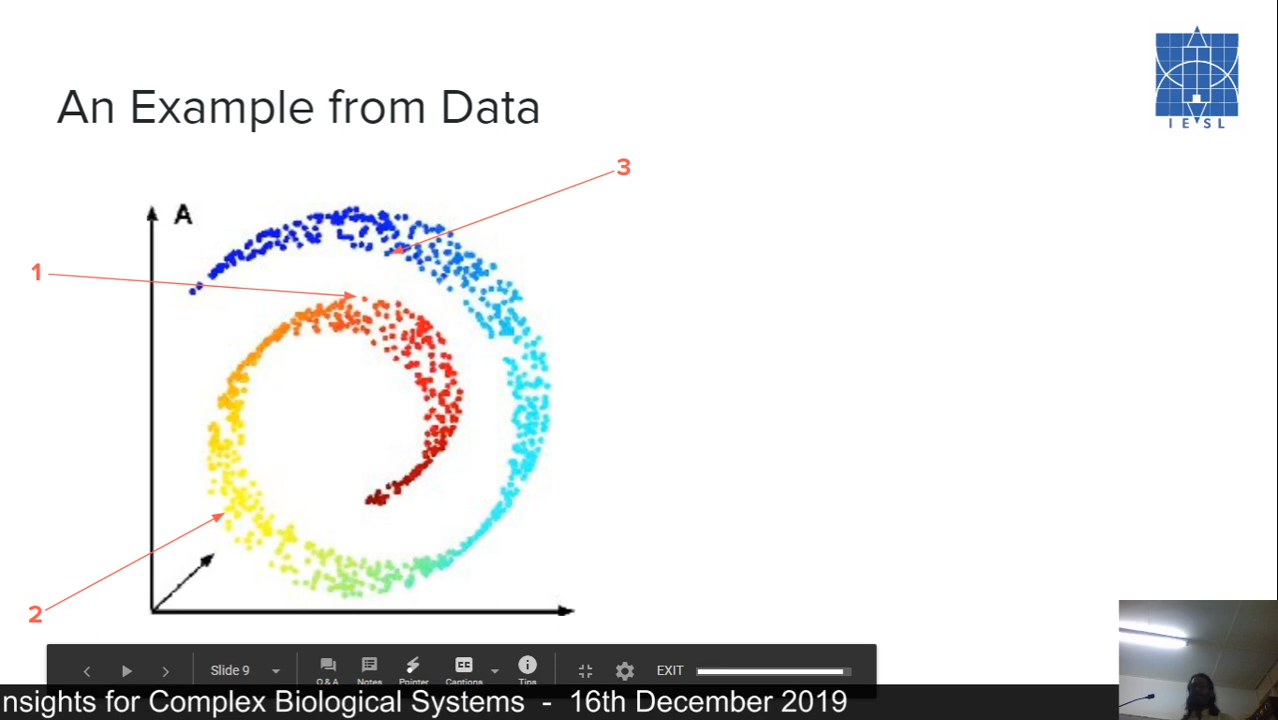 An Example from Data
IESL
3
A
1
2
Slide 9
EXIT
Q & A
Notes
Pointer
Captions
Tips
nsights for Complex Biological Systems - 16th December 2019